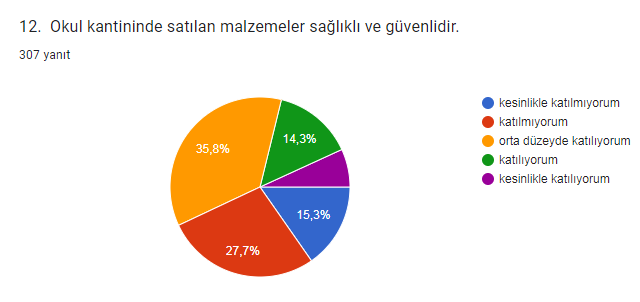 12. Okul kantininde satılan malzemeler sağlıklı ve güvenlidir.
307 yanıt
kesinlikle katılmıyorum
katılmıyorum
orta düzeyde katılıyorum
katılıyorum
kesinlikle katılıyorum
14,3%
35,8%
15,3%
27,7%